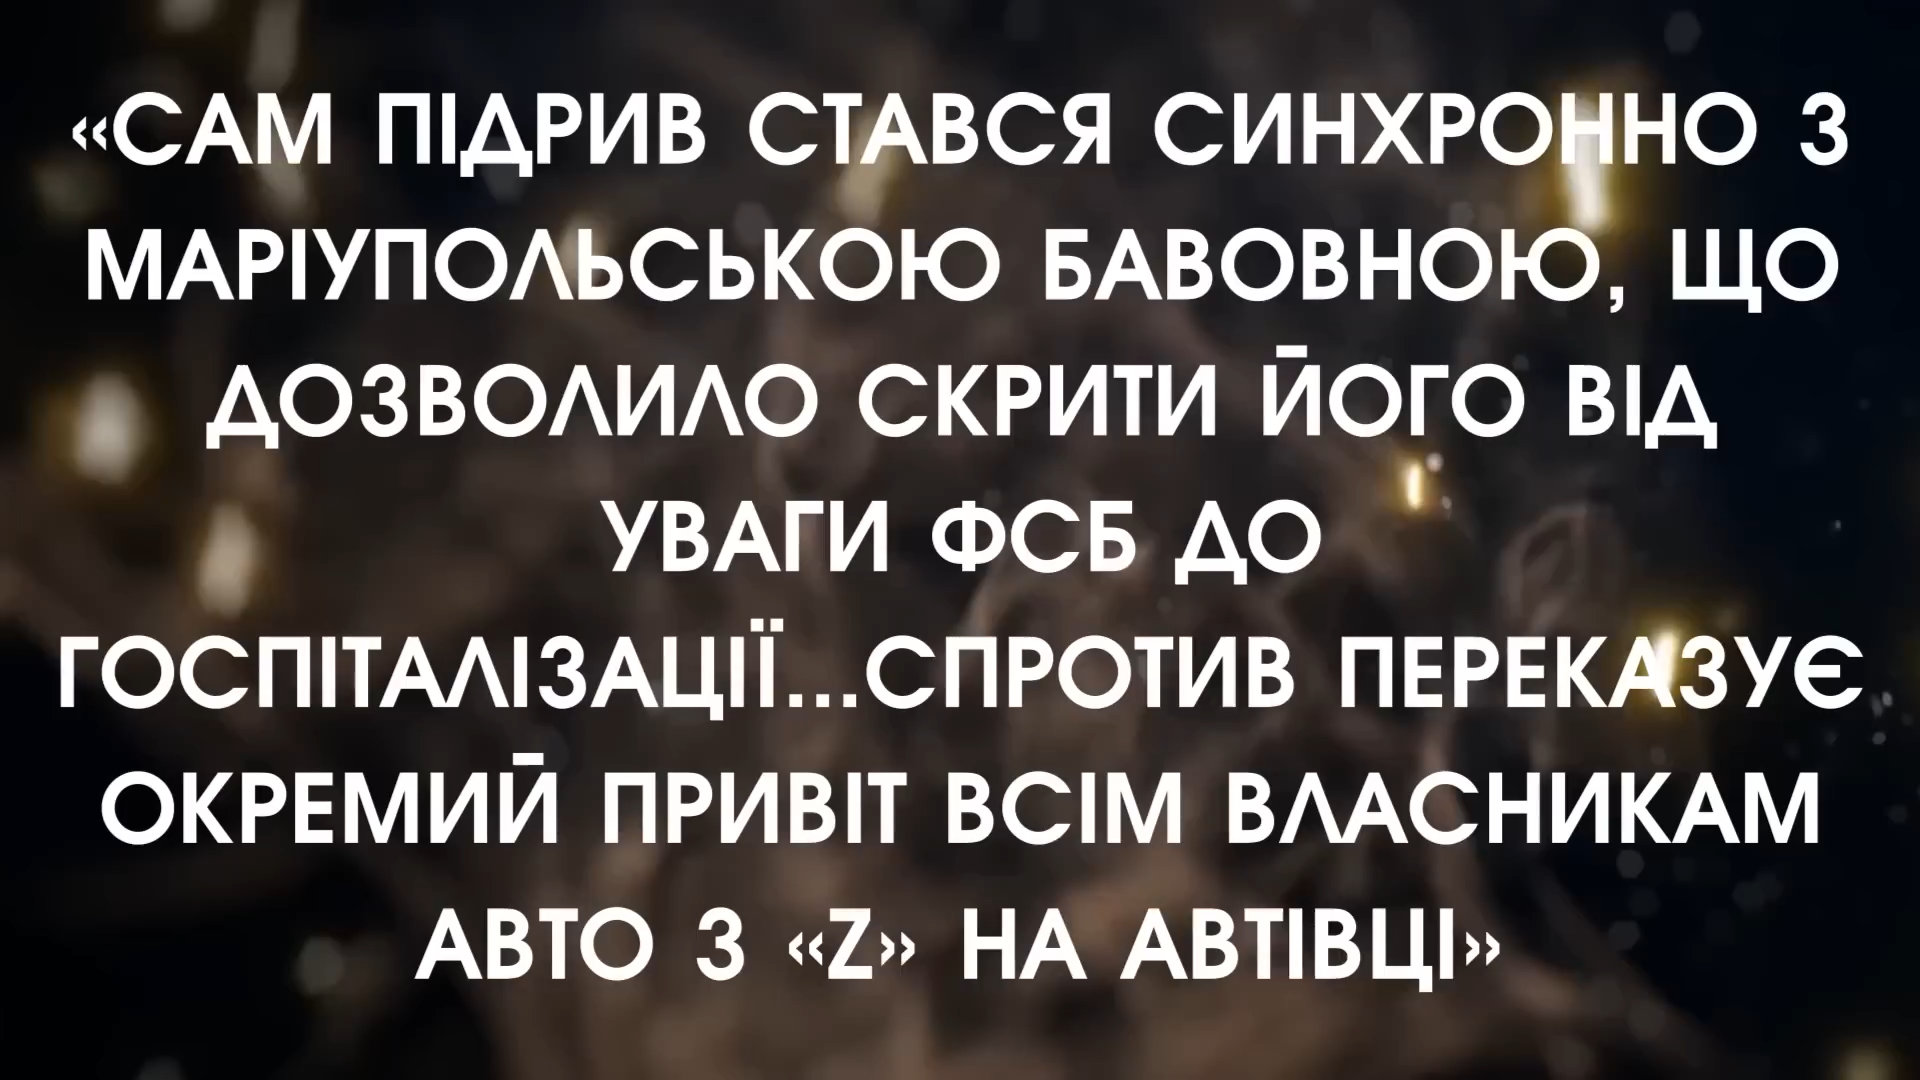 «САМ ПІДРИВ СТАВСЯ СИНХРОННО З
МАРІУПОЛЬСЬКОЮ БАВОВНОЮ, ЩО
ДОЗВОЛИЛО СКРИТИ ЙОГО ВІД
УВАГИ ФСБ ДО
ГОСПІТАЛІЗАЦІЇ...СПРОТИВ ПЕРЕКАЗУЄ
ОКРЕМИЙ ПРИВІТ ВСІМ ВЛАСНИКАМ
АВТО З «Z» НА АВТІВЦІ»